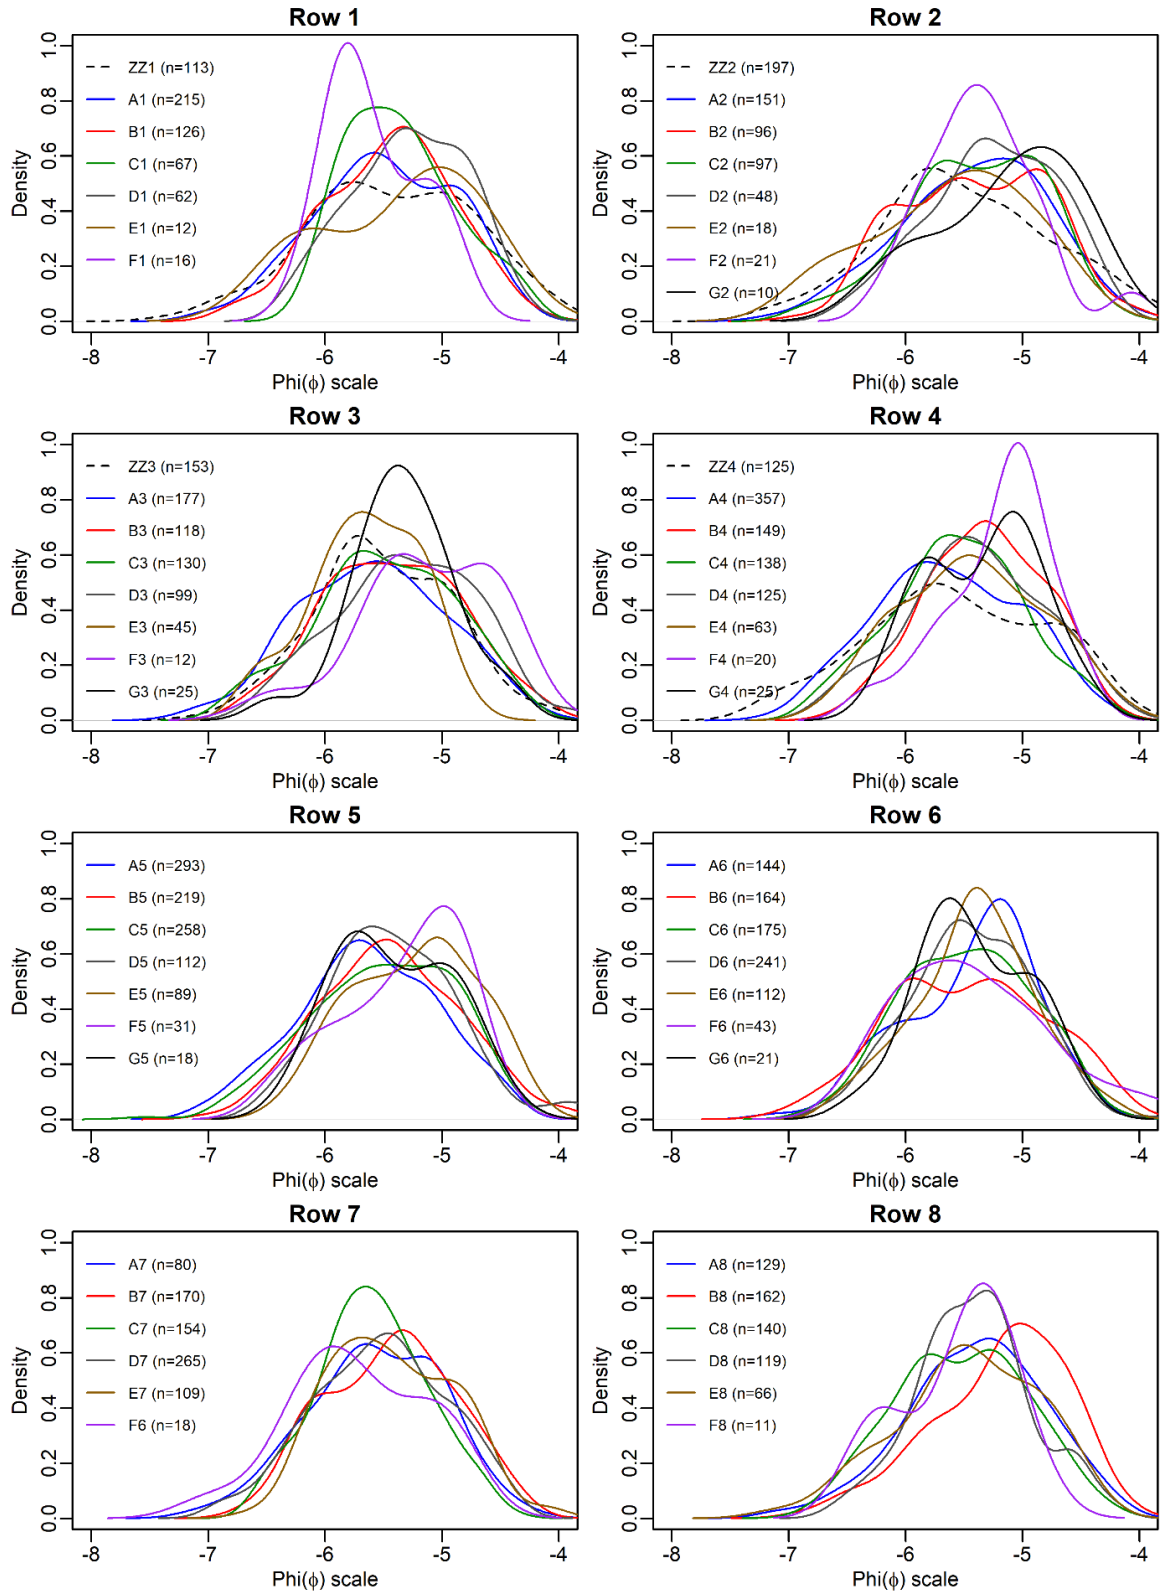 Row 1
Density
0.0 0.2 0.4 0.6 0.8 1.0
ZZ1 (n=113)
A1 (n=215)
B1 (n=126)
C1 (n=67)
D1 (n=62)
E1 (n=12)
F1 (n=16)
-8 -7 -6 -5 -4
Phi(ϕ) scale
Row 2
Density
0.0 0.2 0.4 0.6 0.8 1.0
ZZ2 (n=197)
A2 (n=151)
B2 (n=96)
C2 (n=97)
D2 (n=48)
E2 (n=18)
F2 (n=21)
G2 (n=10)
-8 -7 -6 -5 -4
Phi(ϕ) scale
Row 3
Density
0.0 0.2 0.4 0.6 0.8 1.0
ZZ3 (n=153)
A3 (n=177)
B3 (n=118)
C3 (n=130)
D3 (n=99)
E3 (n=45)
F3 (n=12)
G3 (n=25)
-8 -7 -6 -5 -4
Phi(ϕ) scale
Row 4
Density
0.0 0.2 0.4 0.6 0.8 1.0
ZZ4 (n=125)
A4 (n=357)
B4 (n=149)
C4 (n=138)
D4 (n=125)
E4 (n=63)
F4 (n=20)
G4 (n=25)
-8 -7 -6 -5 -4
Phi(ϕ) scale
Row 5
Density
0.0 0.2 0.4 0.6 0.8 1.0
A5 (n=293)
B5 (n=219)
C5 (n=258)
D5 (n=112)
E5 (n=89)
F5 (n=31)
G5 (n=18)
-8 -7 -6 -5 -4
Phi(ϕ) scale
Row 6
Density
0.0 0.2 0.4 0.6 0.8 1.0
A6 (n=144)
B6 (n=164)
C6 (n=175)
D6 (n=241)
E6 (n=112)
F6 (n=43)
G6 (n=21)
-8 -7 -6 -5 -4
Phi(ϕ) scale
Row 7
Density
0.0 0.2 0.4 0.6 0.8 1.0
A7 (n=80)
B7 (n=170)
C7 (n=154)
D7 (n=265)
E7 (n=109)
F6 (n=18)
-8 -7 -6 -5 -4
Phi(ϕ) scale
Row 8
Density
0.0 0.2 0.4 0.6 0.8 1.0
A8 (n=129)
B8 (n=162)
C8 (n=140)
D8 (n=119)
E8 (n=66)
F8 (n=11)
-8 -7 -6 -5 -4
Phi(ϕ) scale